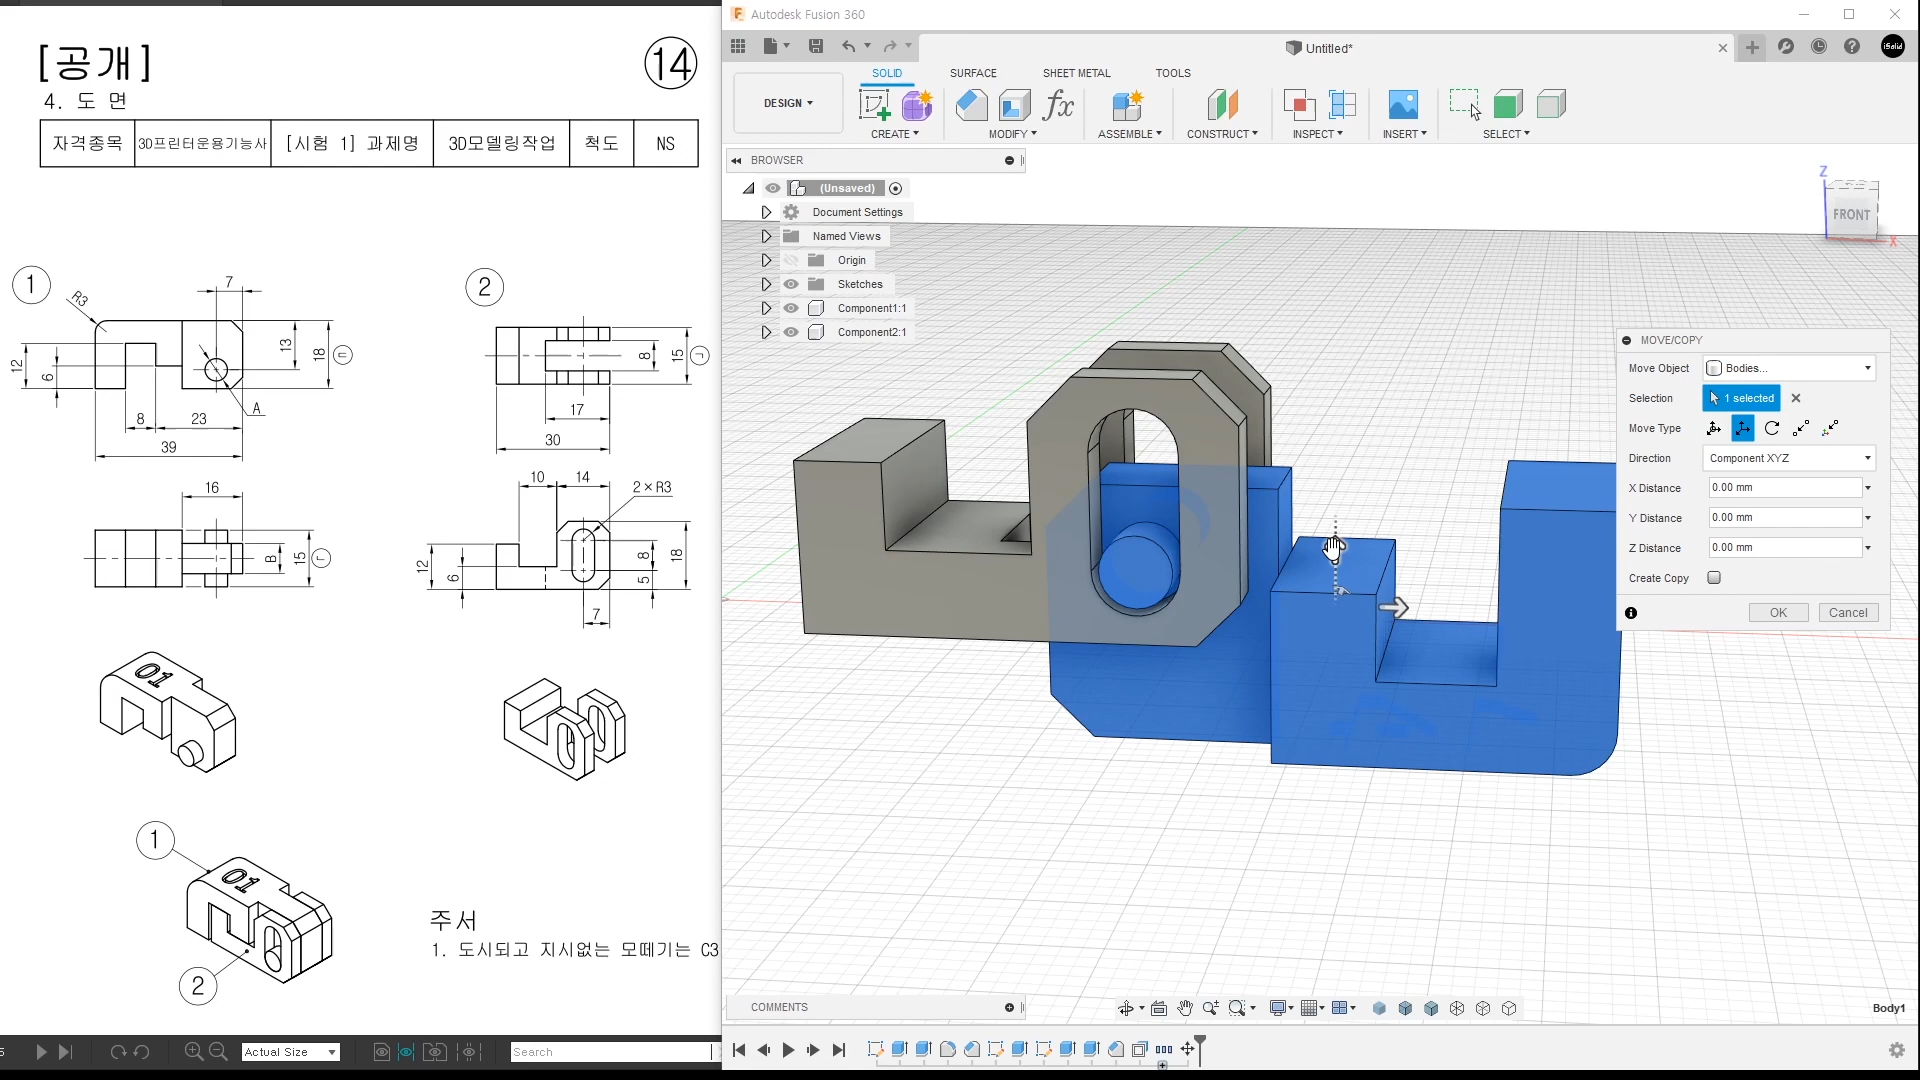 [공개]
14
4. 도 면
자격종목 3D프린터운용기능사 [시험 1] 과제명 3D모델링작업 척도 NS
1
R3
7
12
6
13
18
ㄷ
8
23
A
39
2
8
15
ㄱ
17
30
16
B
15
ㄴ
10
14
2×R3
12
6
8
5
18
7
01
1
01
2
주서
1. 도시되고 지시없는 모떼기는 C3
5
Actual Size
Search
Autodesk Fusion 360
Untitled*
iSolid
DESIGN
SOLID SURFACE SHEET METAL TOOLS
CREATE MODIFY ASSEMBLE CONSTRUCT INSPECT INSERT SELECT
fx
BROWSER
(Unsaved)
Document Settings
Named Views
Origin
Sketches
Component1:1
Component2:1
Z
FRONT
X
MOVE/COPY
Move Object Bodies...
Selection 1 selected
Move Type
Direction Component XYZ
X Distance 0.00 mm
Y Distance 0.00 mm
Z Distance 0.00 mm
Create Copy
OK Cancel
COMMENTS
Body1